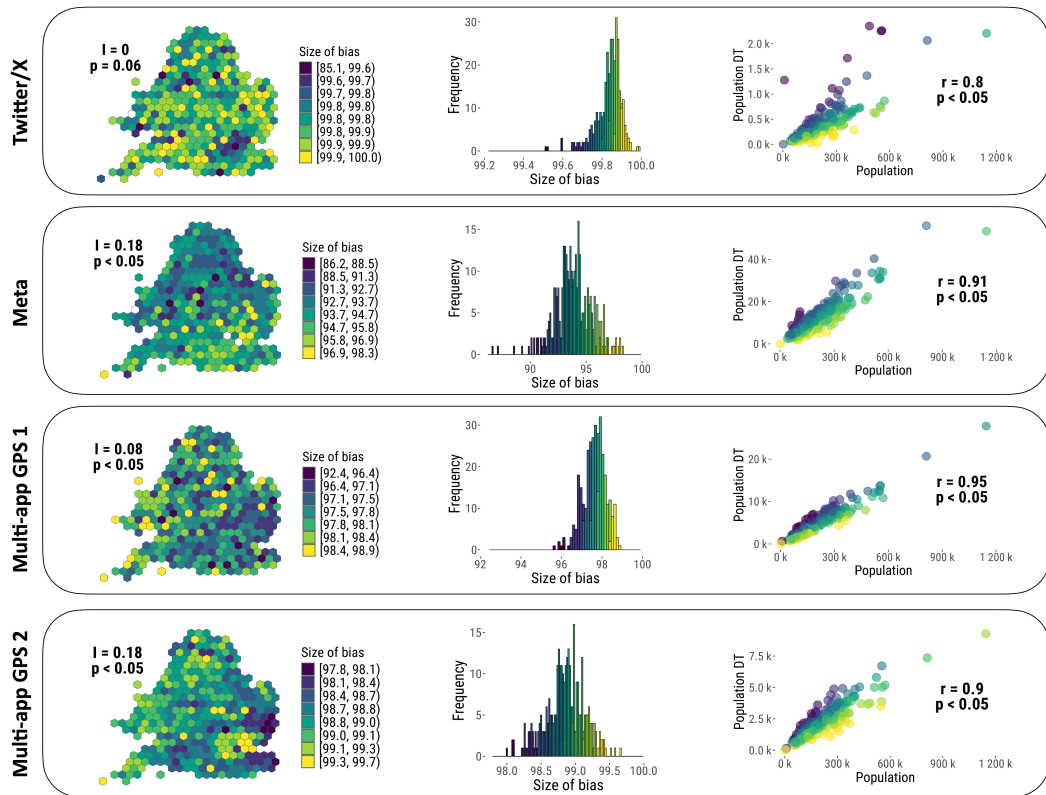 Twitter/X
I = 0
p = 0.06
Size of bias
[85.1, 99.6)
[99.6, 99.7)
[99.7, 99.8)
[99.8, 99.8)
[99.8, 99.8)
[99.8, 99.9)
[99.9, 99.9)
[99.9, 100.0)
Frequency
30
20
10
0
99.2 99.4 99.6 99.8 100.0
Size of bias
Population DT
2.0 k
1.5 k
1.0 k
0.5 k
0.0 k
0 k 300 k 600 k 900 k 1 200 k
Population
r = 0.8
p < 0.05
Meta
I = 0.18
p < 0.05
Size of bias
[86.2, 88.5)
[88.5, 91.3)
[91.3, 92.7)
[92.7, 93.7)
[93.7, 94.7)
[94.7, 95.8)
[95.8, 96.9)
[96.9, 98.3)
Frequency
15
10
5
0
90 95 100
Size of bias
Population DT
40 k
20 k
0 k
0 k 300 k 600 k 900 k 1 200 k
Population
r = 0.91
p < 0.05
Multi-app GPS 1
I = 0.08
p < 0.05
Size of bias
[92.4, 96.4)
[96.4, 97.1)
[97.1, 97.5)
[97.5, 97.8)
[97.8, 98.1)
[98.1, 98.4)
[98.4, 98.9)
Frequency
30
20
10
0
92 94 96 98 100
Size of bias
Population DT
20 k
10 k
0 k
0 k 300 k 600 k 900 k 1 200 k
Population
r = 0.95
p < 0.05
Multi-app GPS 2
I = 0.18
p < 0.05
Size of bias
[97.8, 98.1)
[98.1, 98.4)
[98.4, 98.7)
[98.7, 98.8)
[98.8, 99.0)
[99.0, 99.1)
[99.1, 99.3)
[99.3, 99.7)
Frequency
15
10
5
0
98.0 98.5 99.0 99.5 100.0
Size of bias
Population DT
7.5 k
5.0 k
2.5 k
0.0 k
0 k 300 k 600 k 900 k 1 200 k
Population
r = 0.9
p < 0.05